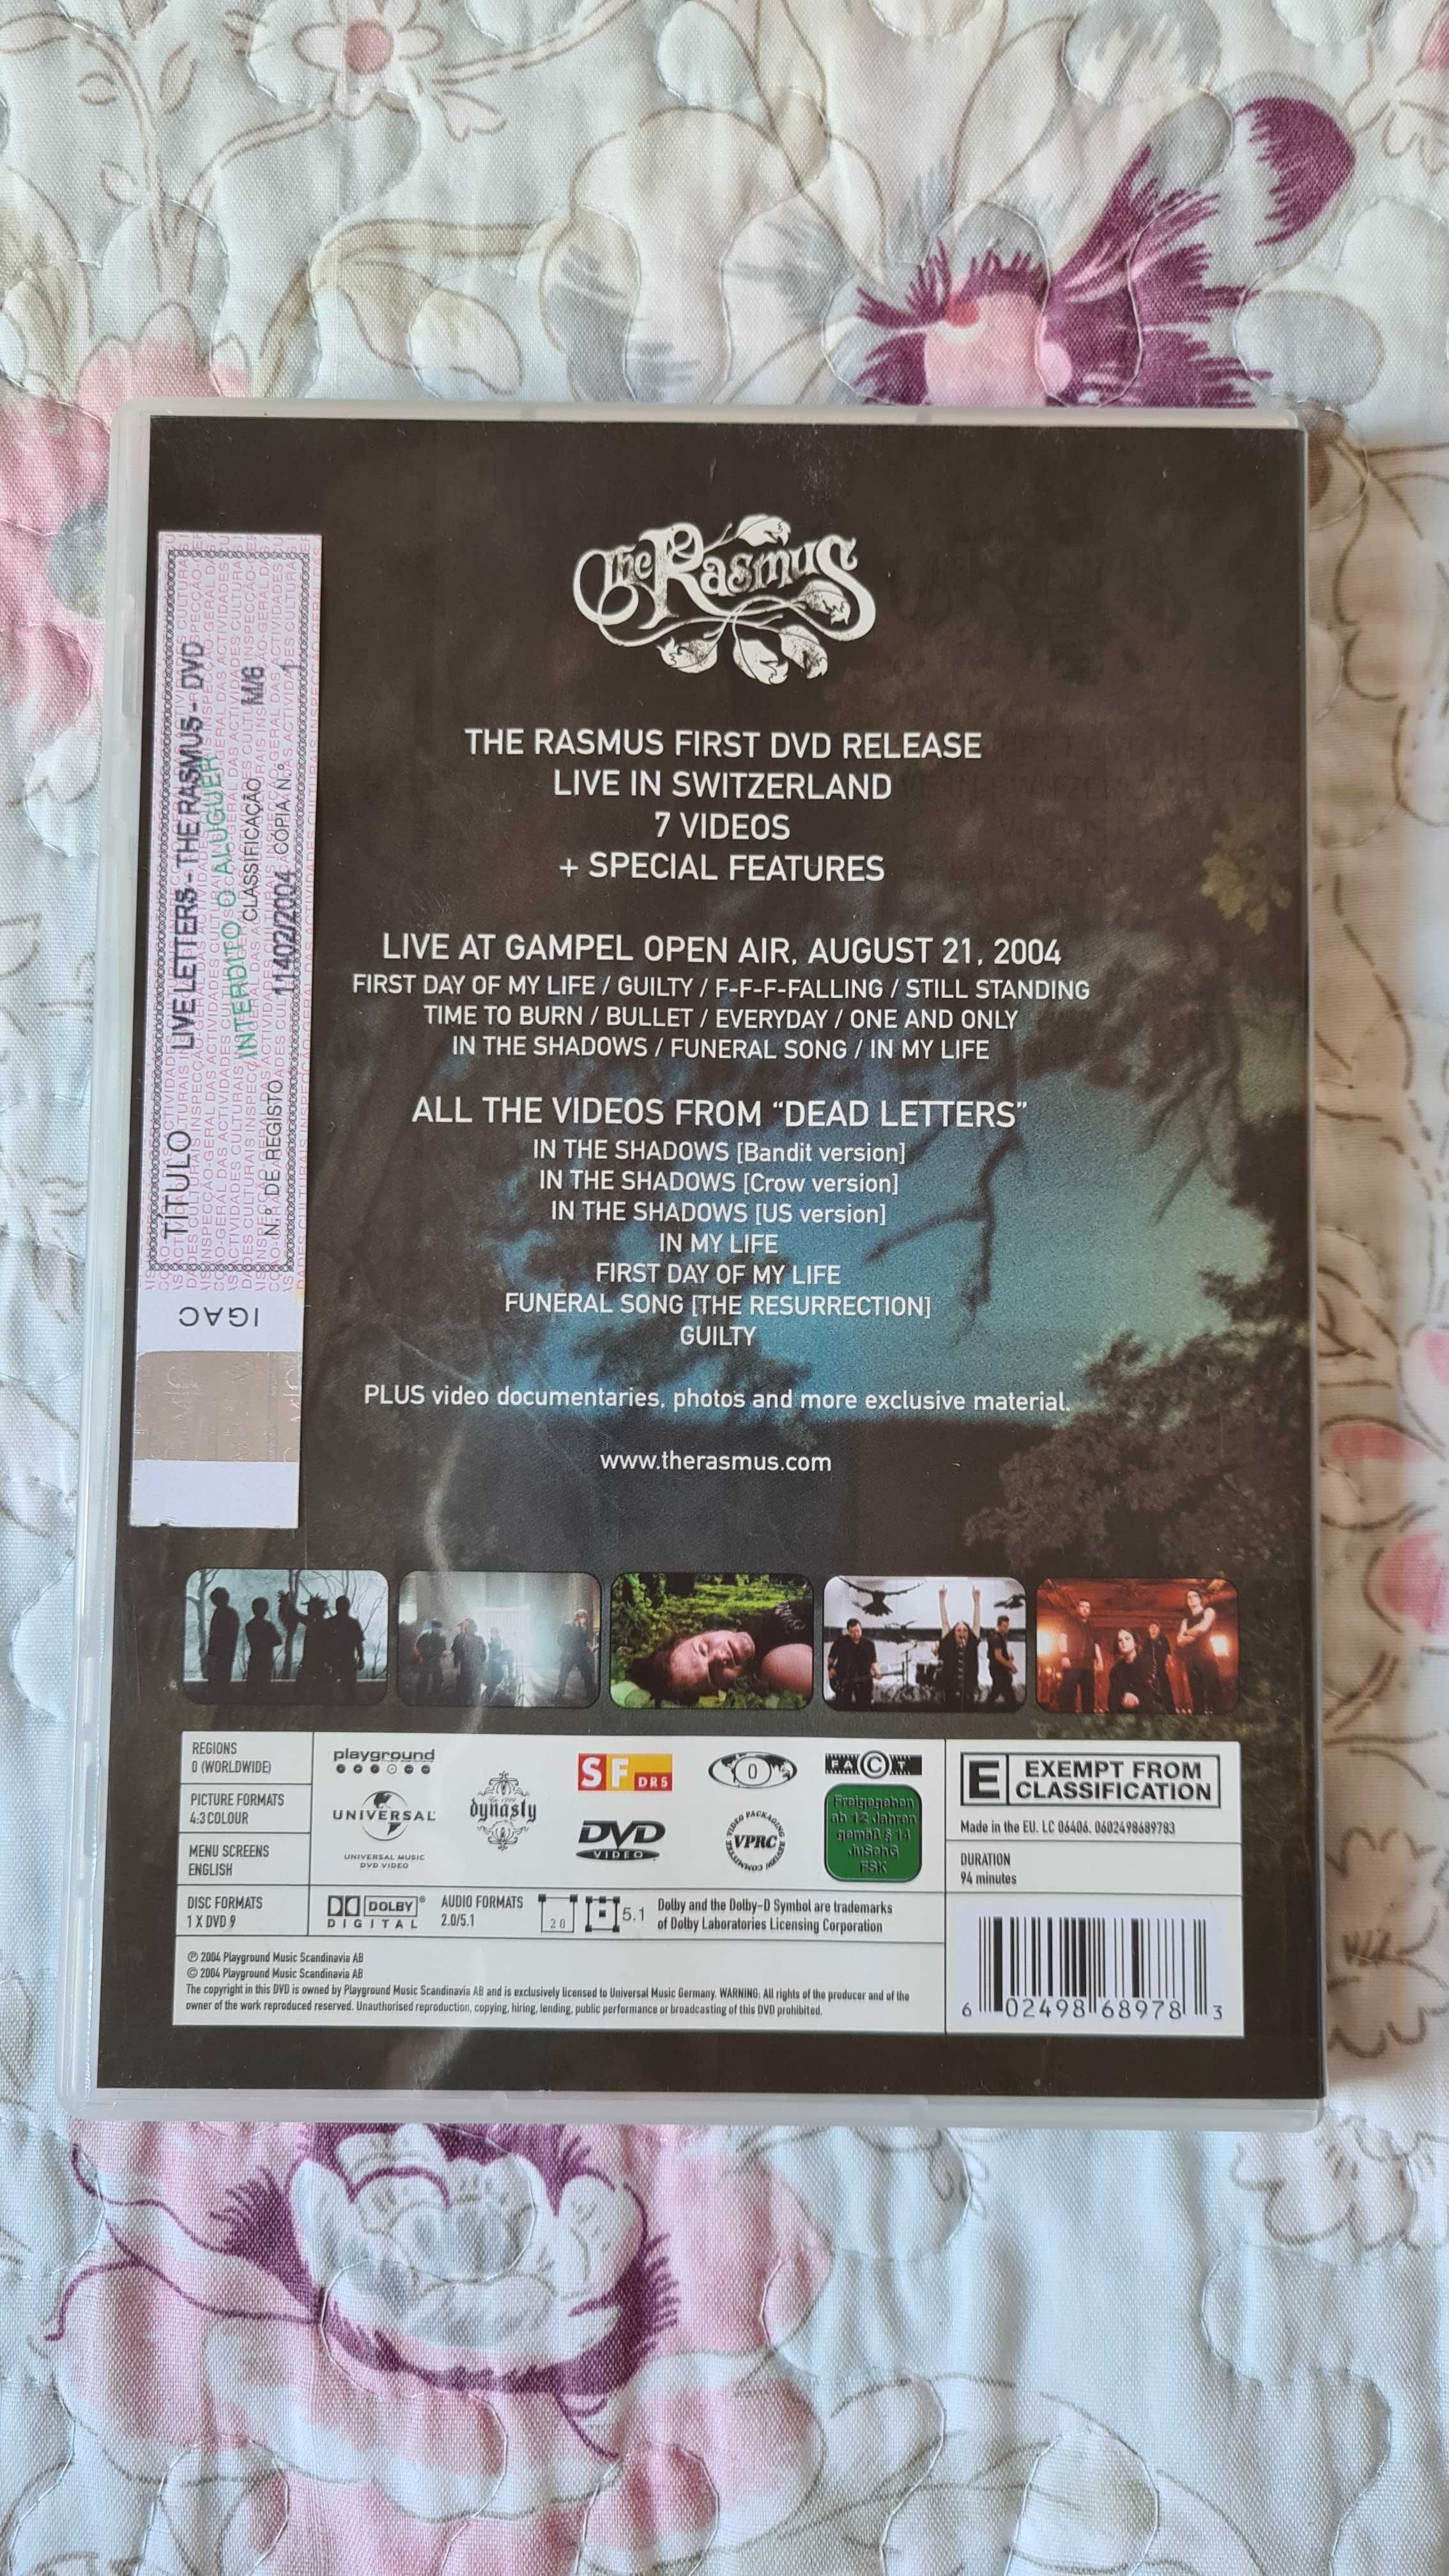 The Rasmus
THE RASMUS FIRST DVD RELEASE
LIVE IN SWITZERLAND
7 VIDEOS
+ SPECIAL FEATURES
LIVE AT GAMPEL OPEN AIR, AUGUST 21, 2004
FIRST DAY OF MY LIFE / GUILTY / F-F-F-FALLING / STILL STANDING
TIME TO BURN / BULLET / EVERYDAY / ONE AND ONLY
IN THE SHADOWS / FUNERAL SONG / IN MY LIFE
ALL THE VIDEOS FROM “DEAD LETTERS”
IN THE SHADOWS [Bandit version]
IN THE SHADOWS [Crow version]
IN THE SHADOWS [US version]
IN MY LIFE
FIRST DAY OF MY LIFE
FUNERAL SONG [THE RESURRECTION]
GUILTY
PLUS video documentaries, photos and more exclusive material.
www.therasmus.com
TÍTULO LIVE LETTERS - THE RASMUS - DVD
INTERDITO O ALUGUER
CLASSIFICAÇÃO M/6
N.º DE REGISTO 11402/2004 CÓPIA N.º 1
IGAC
REGIONS
0 (WORLDWIDE)
PICTURE FORMATS
4:3 COLOUR
MENU SCREENS
ENGLISH
DISC FORMATS
1 X DVD 9
playground
UNIVERSAL
UNIVERSAL MUSIC
DVD VIDEO
dynasty
SF DRS
DVD
VIDEO
0
VIDEO PACKAGING REVIEW COMMITTEE
VPRC
FACT
Freigegeben
ab 12 Jahren
gemäß § 14
JuSchG
FSK
E EXEMPT FROM
CLASSIFICATION
Made in the EU. LC 06406. 0602498689783
DURATION
94 minutes
DOLBY®
DIGITAL
AUDIO FORMATS
2.0/5.1
2.0
5.1
Dolby and the Dolby-D Symbol are trademarks
of Dolby Laboratories Licensing Corporation
℗ 2004 Playground Music Scandinavia AB
© 2004 Playground Music Scandinavia AB
The copyright in this DVD is owned by Playground Music Scandinavia AB and is exclusively licensed to Universal Music Germany. WARNING: All rights of the producer and of the
owner of the work reproduced reserved. Unauthorised reproduction, copying, hiring, lending, public performance or broadcasting of this DVD prohibited.
6 02498 68978 3